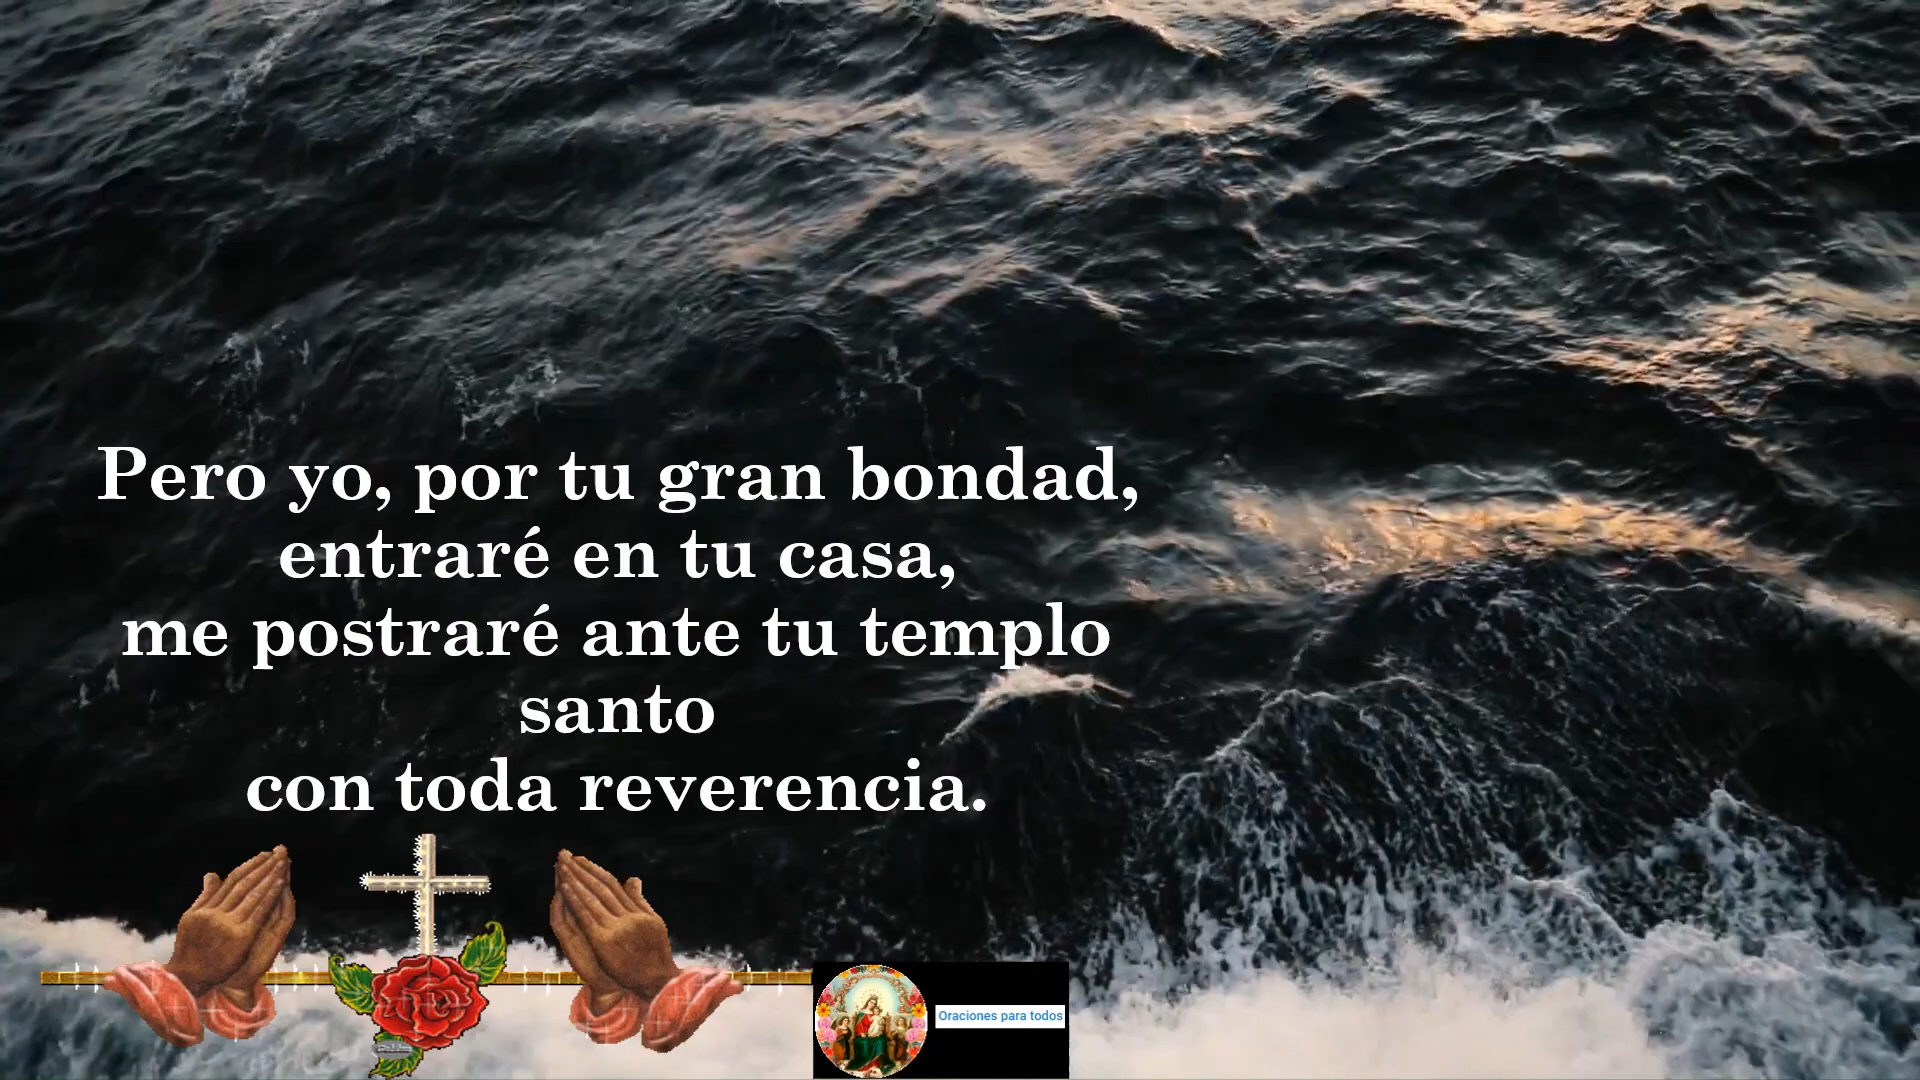 Pero yo, por tu gran bondad,
entraré en tu casa,
me postraré ante tu templo
santo
con toda reverencia.
Oraciones para todos